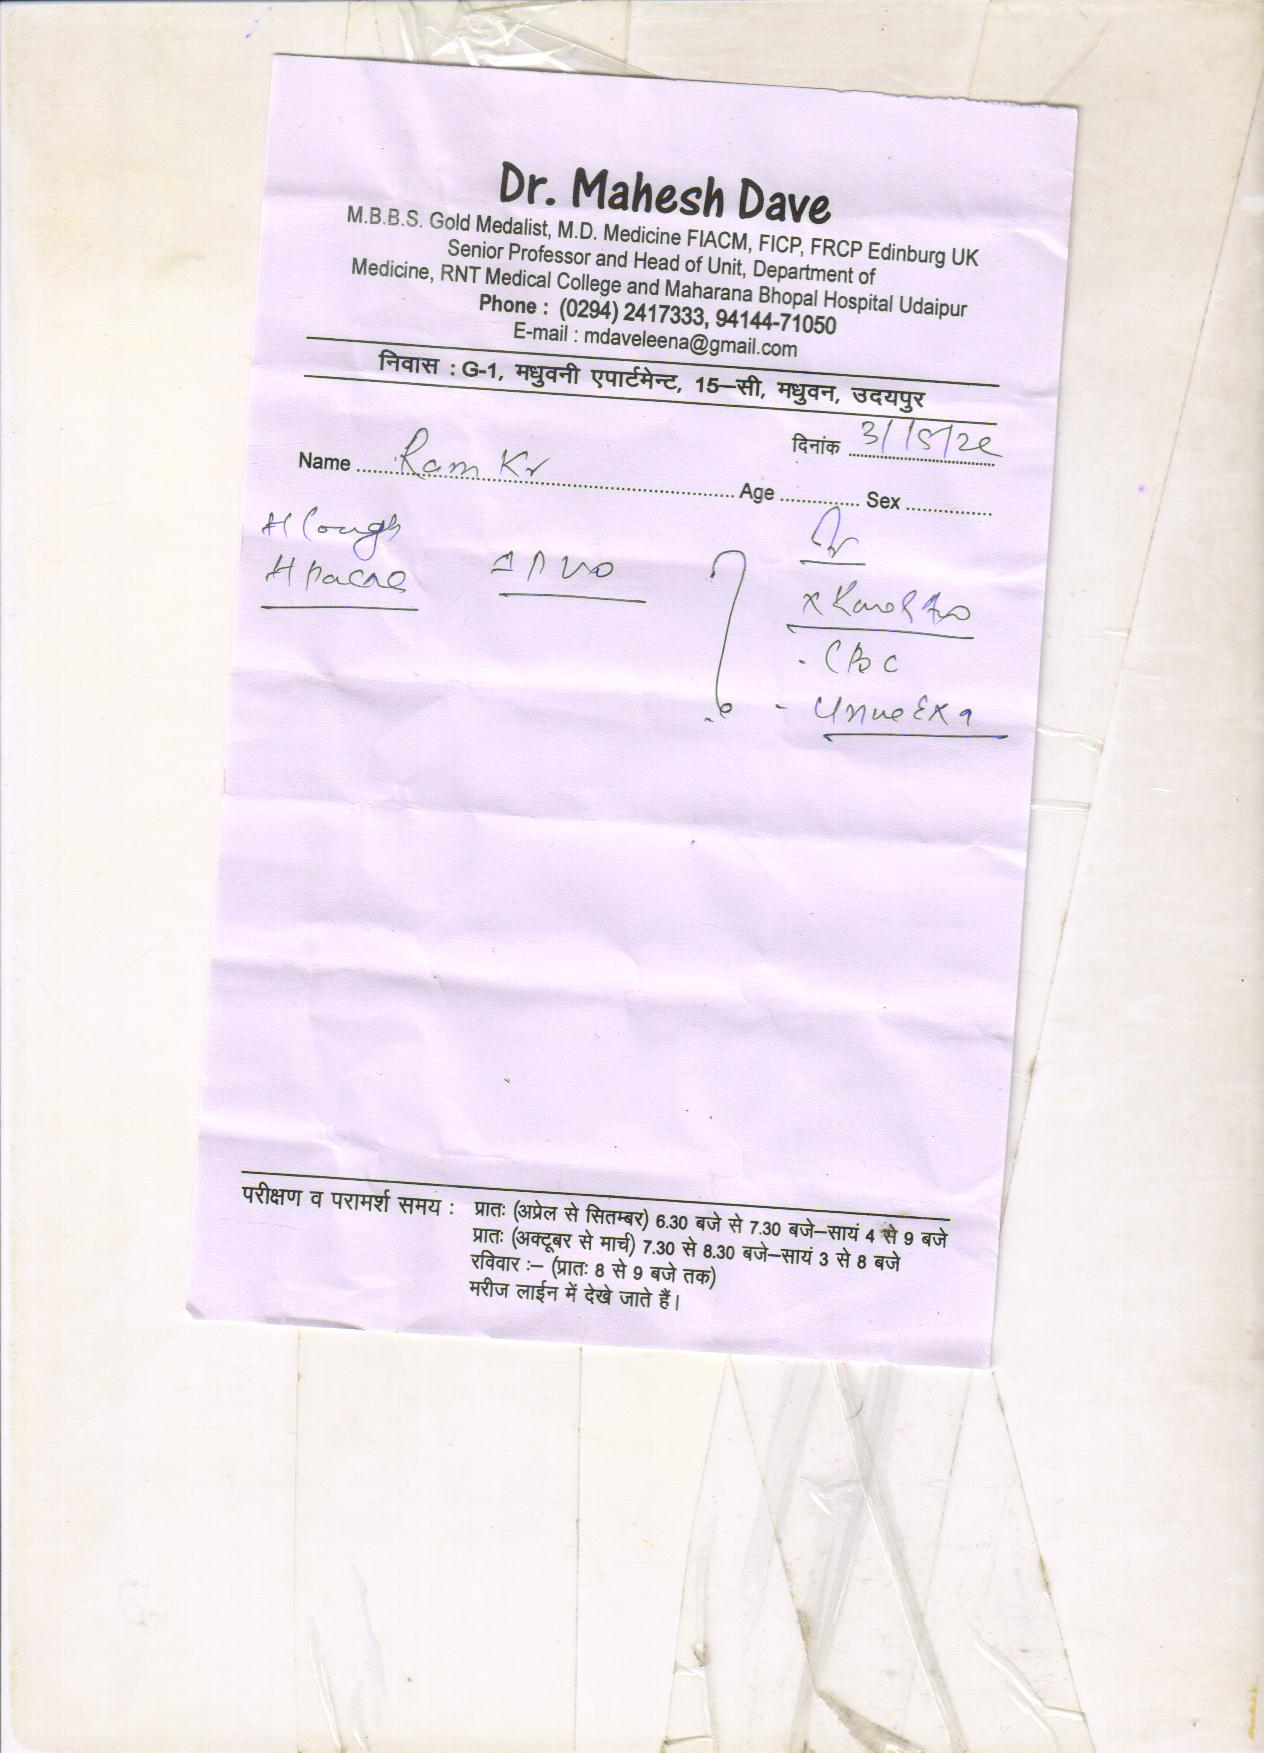 Dr. Mahesh Dave
M.B.B.S. Gold Medalist, M.D. Medicine FIACM, FICP, FRCP Edinburg UK
Senior Professor and Head of Unit, Department of
Medicine, RNT Medical College and Maharana Bhopal Hospital Udaipur
Phone : (0294) 2417333, 94144-71050
E-mail : mdaveleena@gmail.com
निवास : G-1, मधुवनी एपार्टमेन्ट, 15–सी, मधुवन, उदयपुर
दिनांक
Name Ram Kr Age Sex
H Cough
CBC
परीक्षण व परामर्श समय : प्रातः (अप्रेल से सितम्बर) 6.30 बजे से 7.30 बजे–सायं 4 से 9 बजे
प्रातः (अक्टूबर से मार्च) 7.30 से 8.30 बजे–सायं 3 से 8 बजे
रविवार :– (प्रातः 8 से 9 बजे तक)
मरीज लाईन में देखे जाते हैं।